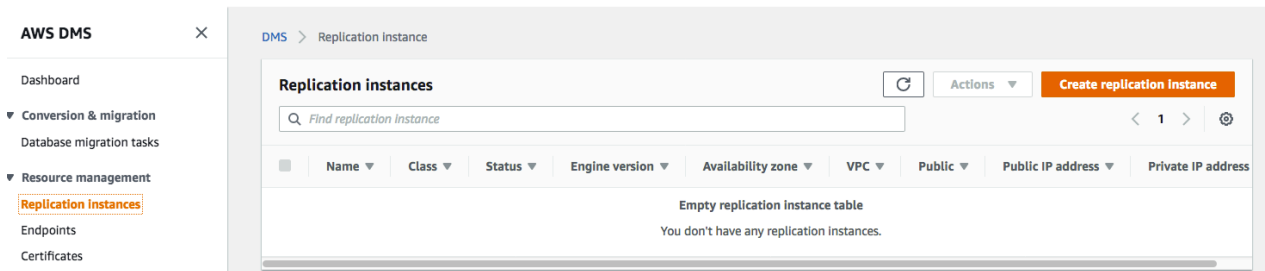 AWS DMS
Dashboard
Conversion & migration
Database migration tasks
Resource management
Replication instances
Endpoints
Certificates
DMS > Replication instance
Replication instances
Actions
Create replication instance
Find replication instance
< 1 >
Name Class Status Engine version Availability zone VPC Public Public IP address Private IP address
Empty replication instance table
You don't have any replication instances.